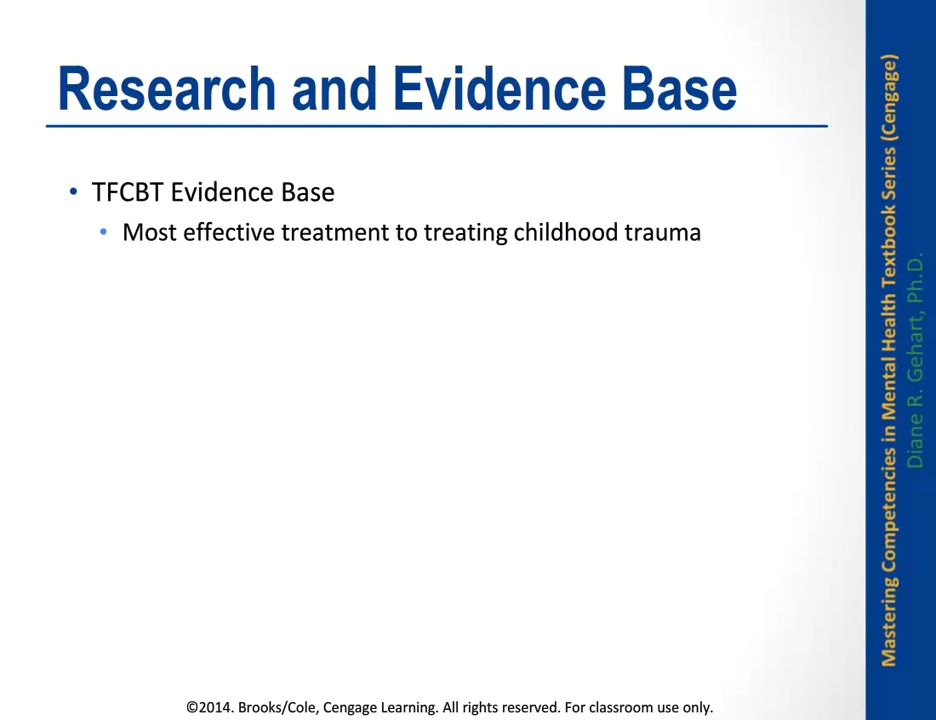 Research and Evidence Base
• TFCBT Evidence Base
• Most effective treatment to treating childhood trauma
Mastering Competencies in Mental Health Textbook Series (Cengage)
Diane R. Gehart, Ph.D.
©2014. Brooks/Cole, Cengage Learning. All rights reserved. For classroom use only.